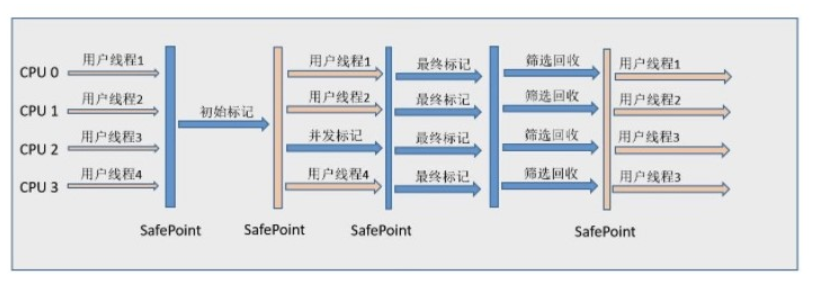 CPU 0 用户线程1 用户线程1 最终标记 筛选回收 用户线程1
CPU 1 用户线程2 初始标记 用户线程2 最终标记 筛选回收 用户线程2
CPU 2 用户线程3 并发标记 最终标记 筛选回收 用户线程3
CPU 3 用户线程4 用户线程4 最终标记 筛选回收 用户线程3
SafePoint SafePoint SafePoint SafePoint